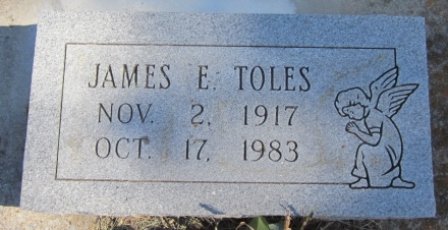 JAMES E. TOLES
NOV. 2, 1917
OCT. 17, 1983